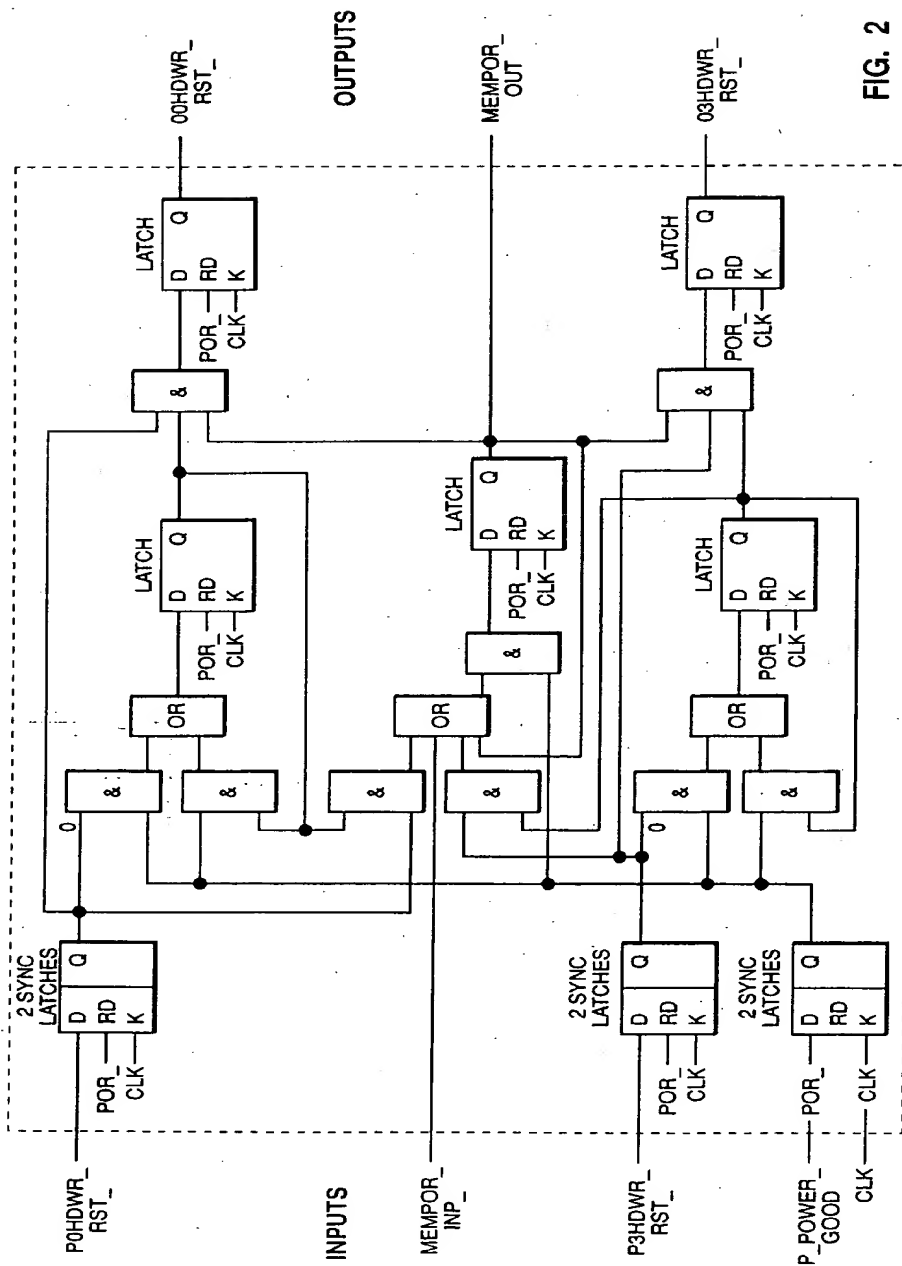 INPUTS
OUTPUTS
P0HDWR_
RST_
MEMPOR_
INP_
P3HDWR_
RST_
P_POWER_
GOOD
CLK
2 SYNC
LATCHES
D
Q
RD
K
POR_
CLK
2 SYNC
LATCHES
D
Q
RD
K
POR_
CLK
2 SYNC
LATCHES
D
Q
RD
K
POR_
CLK
0
&
&
&
&
0
&
&
OR
OR
OR
&
LATCH
D
Q
RD
K
POR_
CLK
LATCH
D
Q
RD
K
POR_
CLK
LATCH
D
Q
RD
K
POR_
CLK
&
&
LATCH
D
Q
RD
K
POR_
CLK
LATCH
D
Q
RD
K
POR_
CLK
00HDWR_
RST_
MEMPOR_
OUT
03HDWR_
RST_
FIG. 2